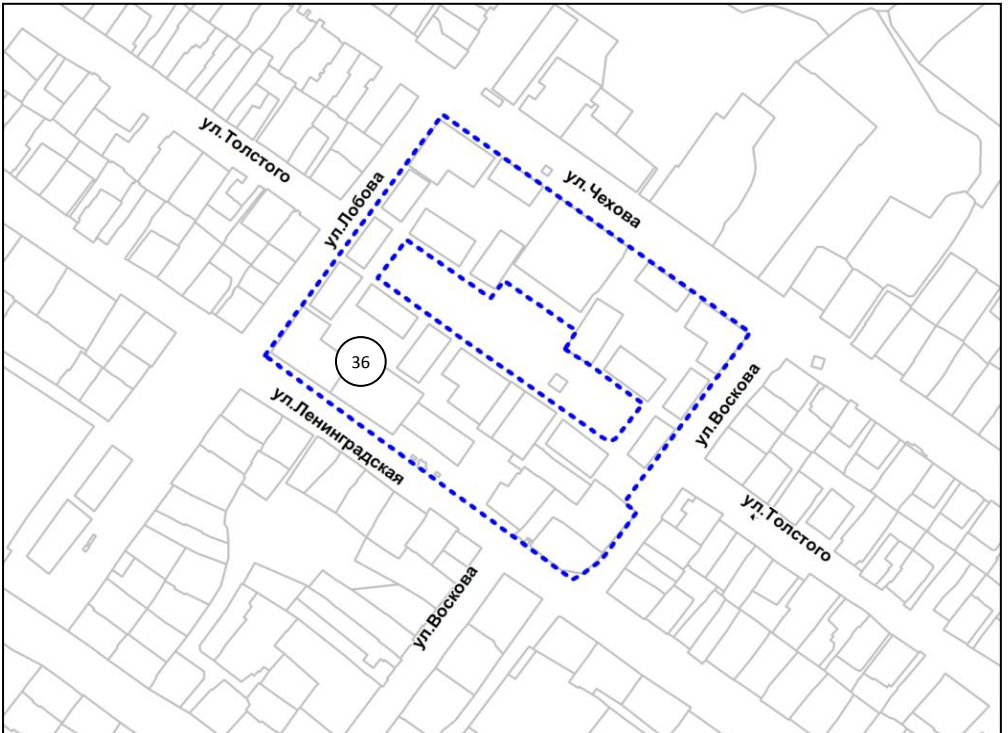 ул.Толстого
ул.Чехова
ул.Лобова
36
ул.Воскова
ул.Ленинградская
ул.Толстого
ул.Воскова